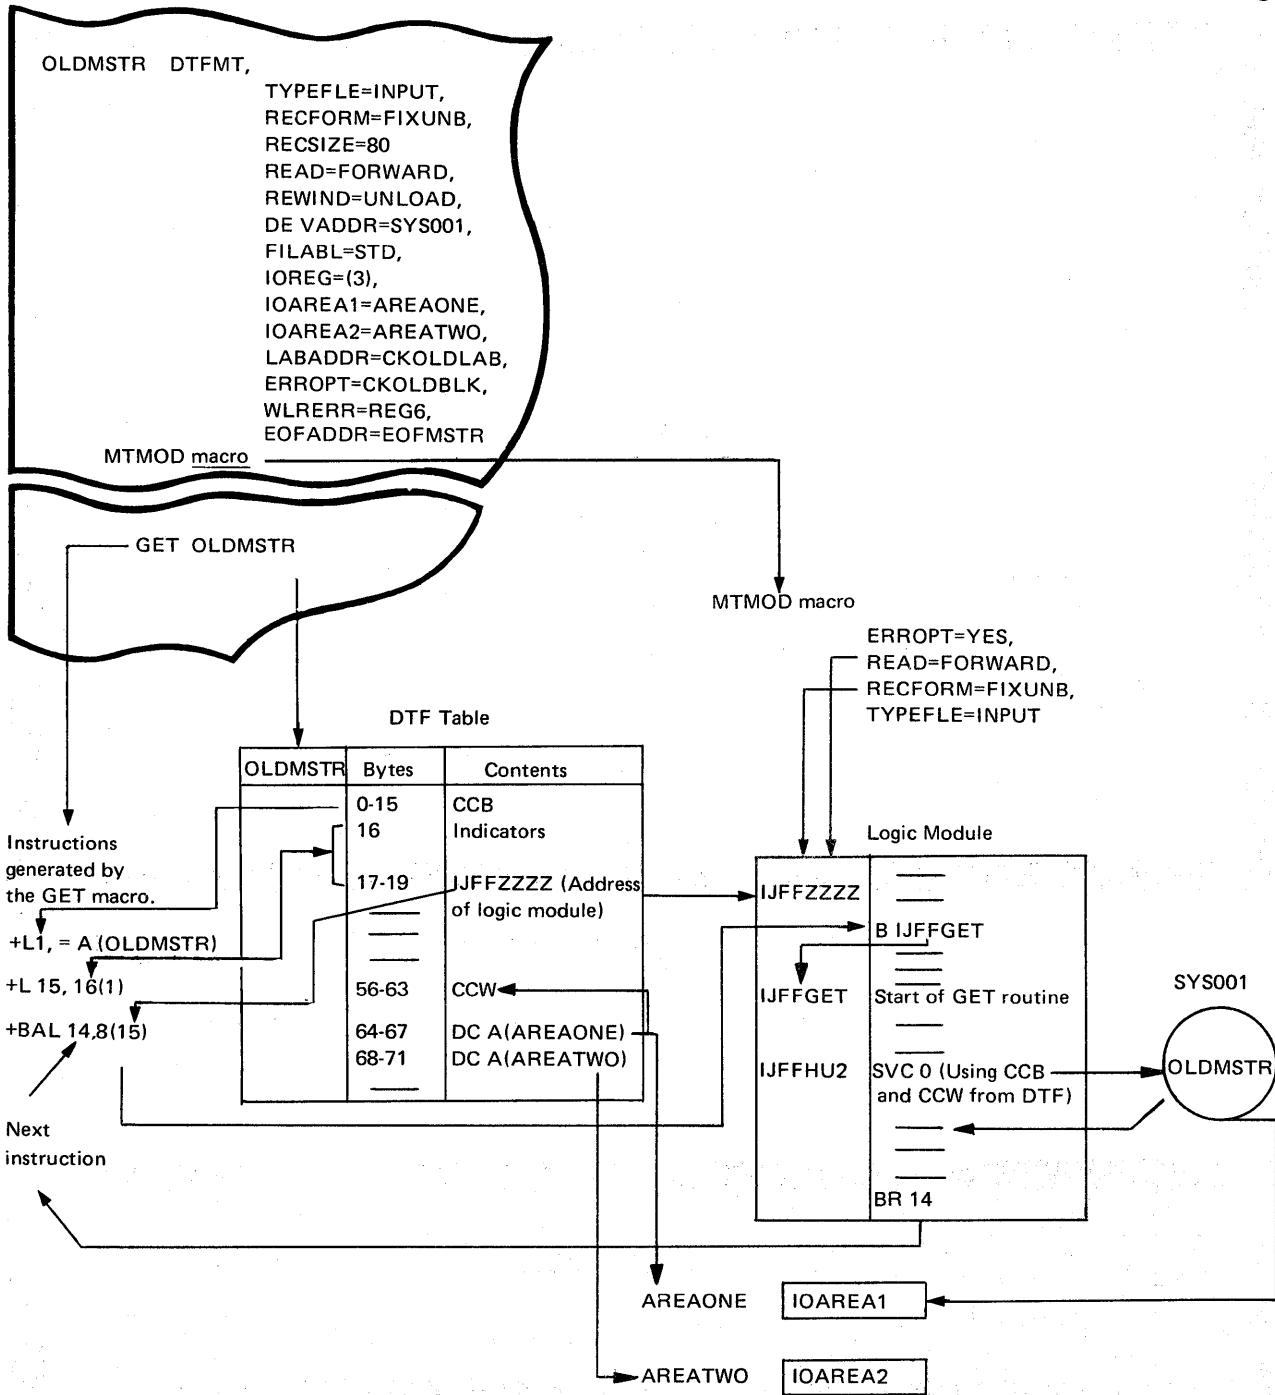 OLDMSTR DTFMT,
TYPEFLE=INPUT,
RECFORM=FIXUNB,
RECSIZE=80
READ=FORWARD,
REWIND=UNLOAD,
DE VADDR=SYS001,
FILABL=STD,
IOREG=(3),
IOAREA1=AREAONE,
IOAREA2=AREATWO,
LABADDR=CKOLDLAB,
ERROPT=CKOLDBLK,
WLRERR=REG6,
EOFADDR=EOFMSTR
MTMOD macro
GET OLDMSTR
MTMOD macro
ERROPT=YES,
READ=FORWARD,
RECFORM=FIXUNB,
TYPEFLE=INPUT
DTF Table
OLDMSTR Bytes Contents
0-15 CCB
16 Indicators
17-19 IJFFZZZZ (Address
of logic module)
56-63 CCW
64-67 DC A(AREAONE)
68-71 DC A(AREATWO)
Instructions
generated by
the GET macro.
+L1, = A (OLDMSTR)
+L 15, 16(1)
+BAL 14,8(15)
Next
instruction
Logic Module
IJFFZZZZ
B IJFFGET
IJFFGET Start of GET routine
IJFFHU2 SVC 0 (Using CCB
and CCW from DTF)
BR 14
SYS001
OLDMSTR
AREAONE IOAREA1
AREATWO IOAREA2